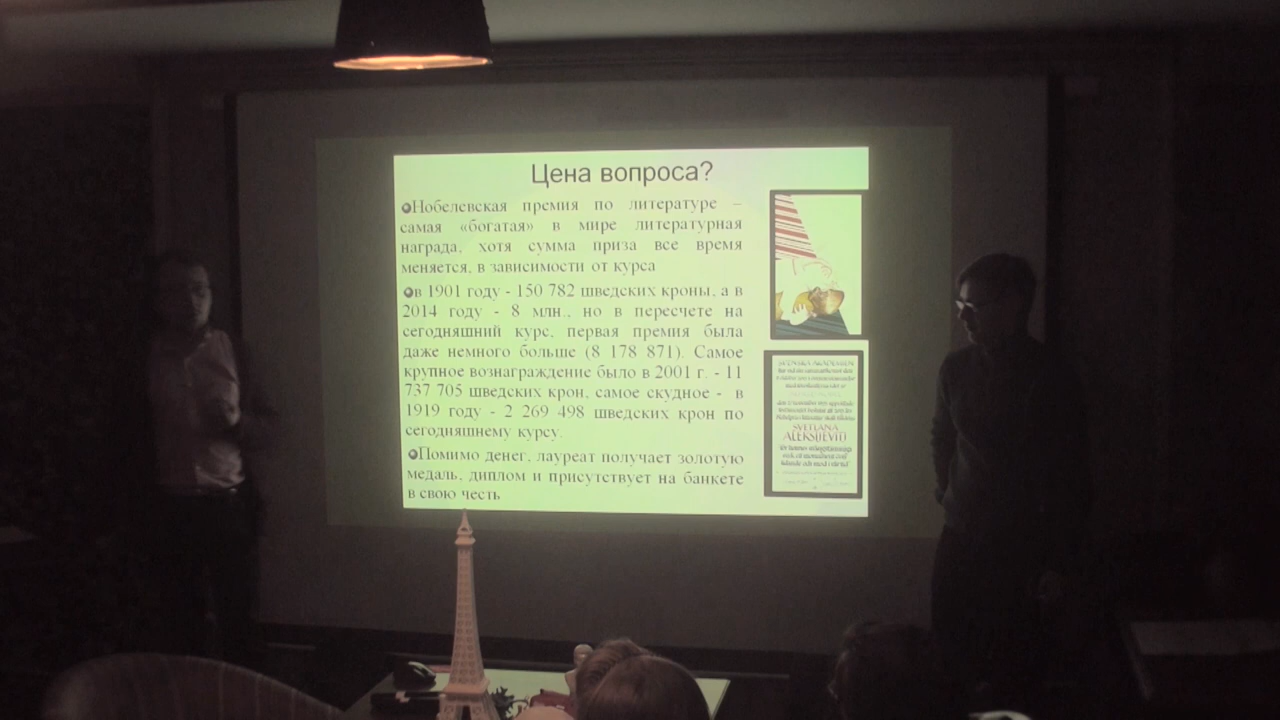 Цена вопроса?
Нобелевская премия по литературе –
самая «богатая» в мире литературная
награда, хотя сумма приза все время
меняется, в зависимости от курса
в 1901 году - 150 782 шведских кроны, а в
2014 году - 8 млн., но в пересчете на
сегодняшний курс, первая премия была
даже немного больше (8 178 871). Самое
крупное вознаграждение было в 2001 г. - 11
737 705 шведских крон, самое скудное - в
1919 году - 2 269 498 шведских крон по
сегодняшнему курсу.
Помимо денег, лауреат получает золотую
медаль, диплом и присутствует на банкете
в свою честь
SVENSKA AKADEMIEN
SVETLANA
ALEKSIJEVITJ